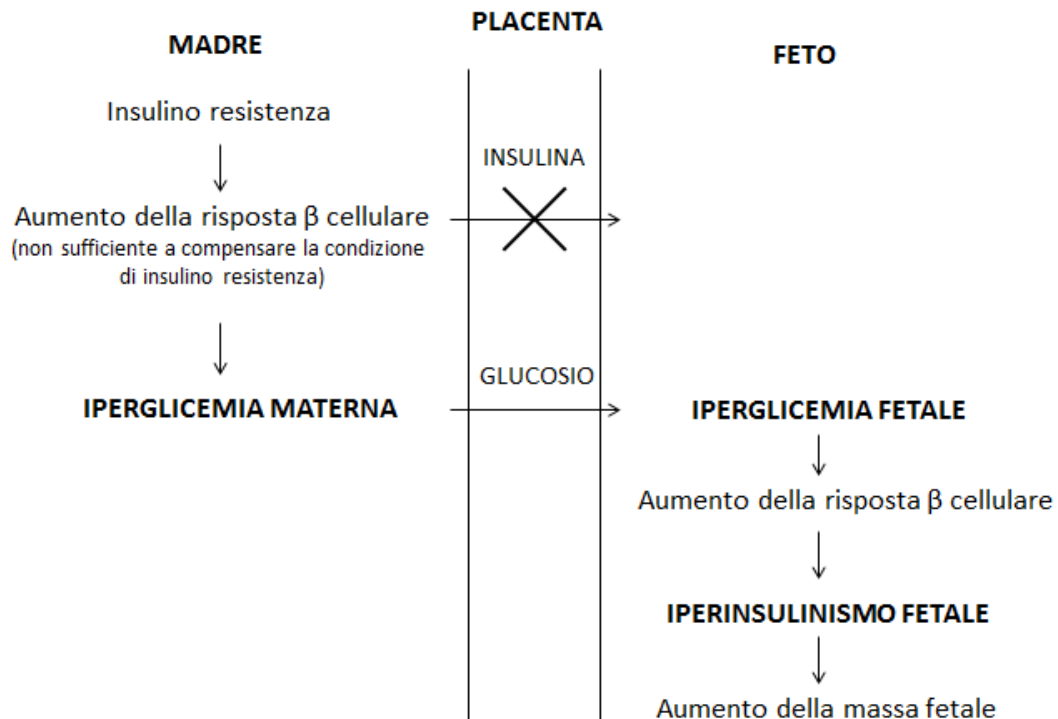 PLACENTA
MADRE
FETO
Insulino resistenza
INSULINA
Aumento della risposta β cellulare
(non sufficiente a compensare la condizione
di insulino resistenza)
GLUCOSIO
IPERGLICEMIA MATERNA
IPERGLICEMIA FETALE
Aumento della risposta β cellulare
IPERINSULINISMO FETALE
Aumento della massa fetale